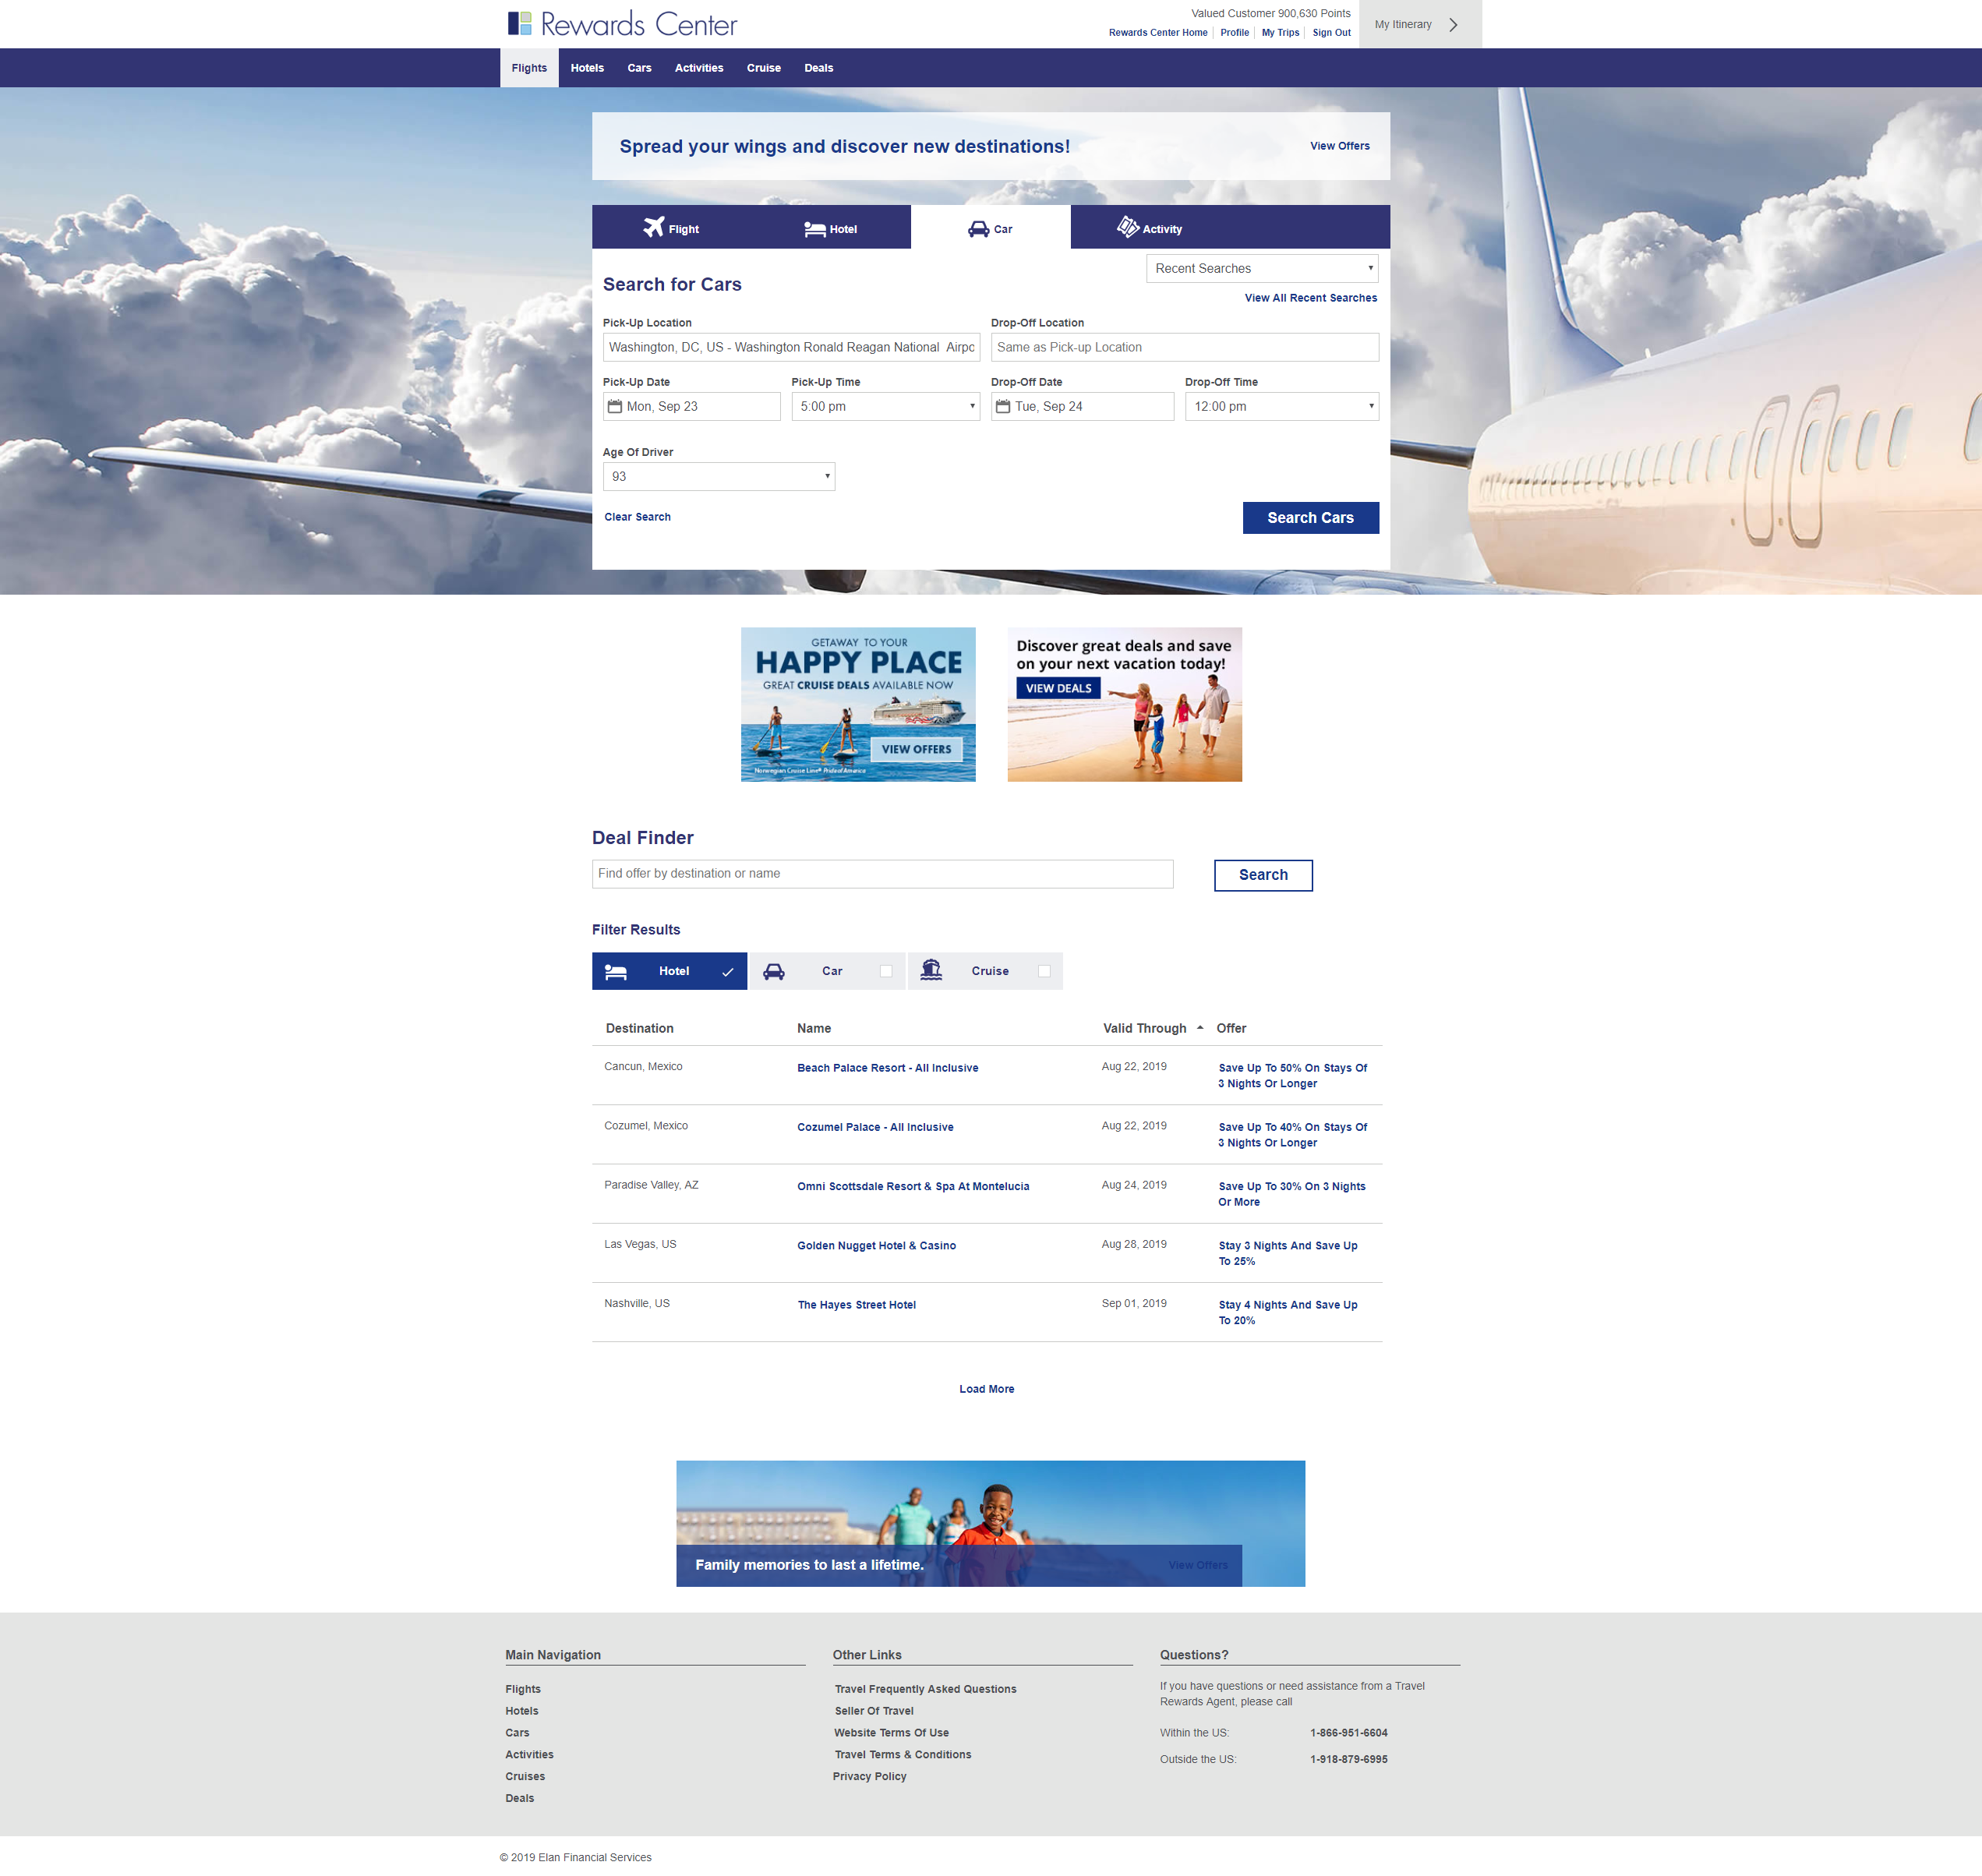 Rewards Center
Valued Customer 900,630 Points
Rewards Center Home
Profile
My Trips
Sign Out
My Itinerary
Flights
Hotels
Cars
Activities
Cruise
Deals
Spread your wings and discover new destinations!
View Offers
Flight
Hotel
Car
Activity
Search for Cars
Recent Searches
View All Recent Searches
Pick-Up Location
Drop-Off Location
Washington, DC, US - Washington Ronald Reagan National Airpo
Same as Pick-up Location
Pick-Up Date
Pick-Up Time
Drop-Off Date
Drop-Off Time
Mon, Sep 23
5:00 pm
Tue, Sep 24
12:00 pm
Age Of Driver
93
Clear Search
Search Cars
GETAWAY TO YOUR
HAPPY PLACE
GREAT CRUISE DEALS AVAILABLE NOW
VIEW OFFERS
Norwegian Cruise Line® Pride of America
Discover great deals and save
on your next vacation today!
VIEW DEALS
Deal Finder
Find offer by destination or name
Search
Filter Results
Hotel
Car
Cruise
Destination
Name
Valid Through
Offer
Cancun, Mexico
Beach Palace Resort - All Inclusive
Aug 22, 2019
Save Up To 50% On Stays Of
3 Nights Or Longer
Cozumel, Mexico
Cozumel Palace - All Inclusive
Aug 22, 2019
Save Up To 40% On Stays Of
3 Nights Or Longer
Paradise Valley, AZ
Omni Scottsdale Resort & Spa At Montelucia
Aug 24, 2019
Save Up To 30% On 3 Nights
Or More
Las Vegas, US
Golden Nugget Hotel & Casino
Aug 28, 2019
Stay 3 Nights And Save Up
To 25%
Nashville, US
The Hayes Street Hotel
Sep 01, 2019
Stay 4 Nights And Save Up
To 20%
Load More
Family memories to last a lifetime.
View Offers
Main Navigation
Flights
Hotels
Cars
Activities
Cruises
Deals
Other Links
Travel Frequently Asked Questions
Seller Of Travel
Website Terms Of Use
Travel Terms & Conditions
Privacy Policy
Questions?
If you have questions or need assistance from a Travel
Rewards Agent, please call
Within the US:
1-866-951-6604
Outside the US:
1-918-879-6995
© 2019 Elan Financial Services